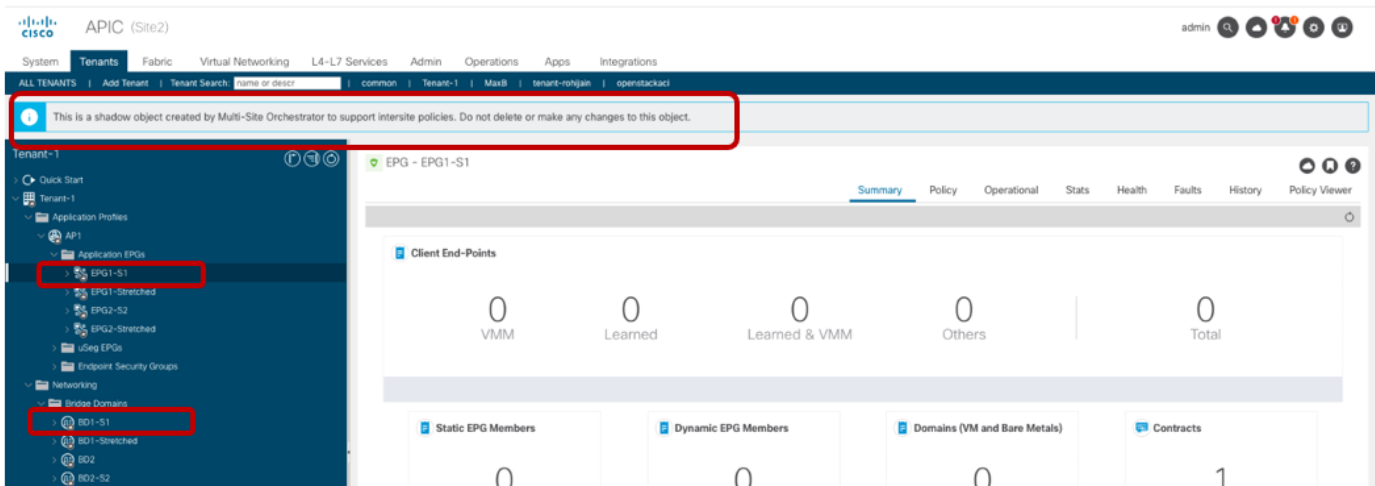 CISCO
APIC (Site2)
admin
1
System Tenants Fabric Virtual Networking L4-L7 Services Admin Operations Apps Integrations
ALL TENANTS | Add Tenant | Tenant Search: name or descr | common | Tenant-1 | MaxB | tenant-rohijain | openstackaci
i This is a shadow object created by Multi-Site Orchestrator to support intersite policies. Do not delete or make any changes to this object.
Tenant-1
Quick Start
Tenant-1
Application Profiles
AP1
Application EPGs
EPG1-S1
EPG1-Stretched
EPG2-S2
EPG2-Stretched
uSeg EPGs
Endpoint Security Groups
Networking
Bridge Domains
BD1-S1
BD1-Stretched
BD2
BD2-S2
EPG - EPG1-S1
Summary Policy Operational Stats Health Faults History Policy Viewer
Client End-Points
0 0 0 0 0
VMM Learned Learned & VMM Others Total
Static EPG Members Dynamic EPG Members Domains (VM and Bare Metals) Contracts
0 0 0 1